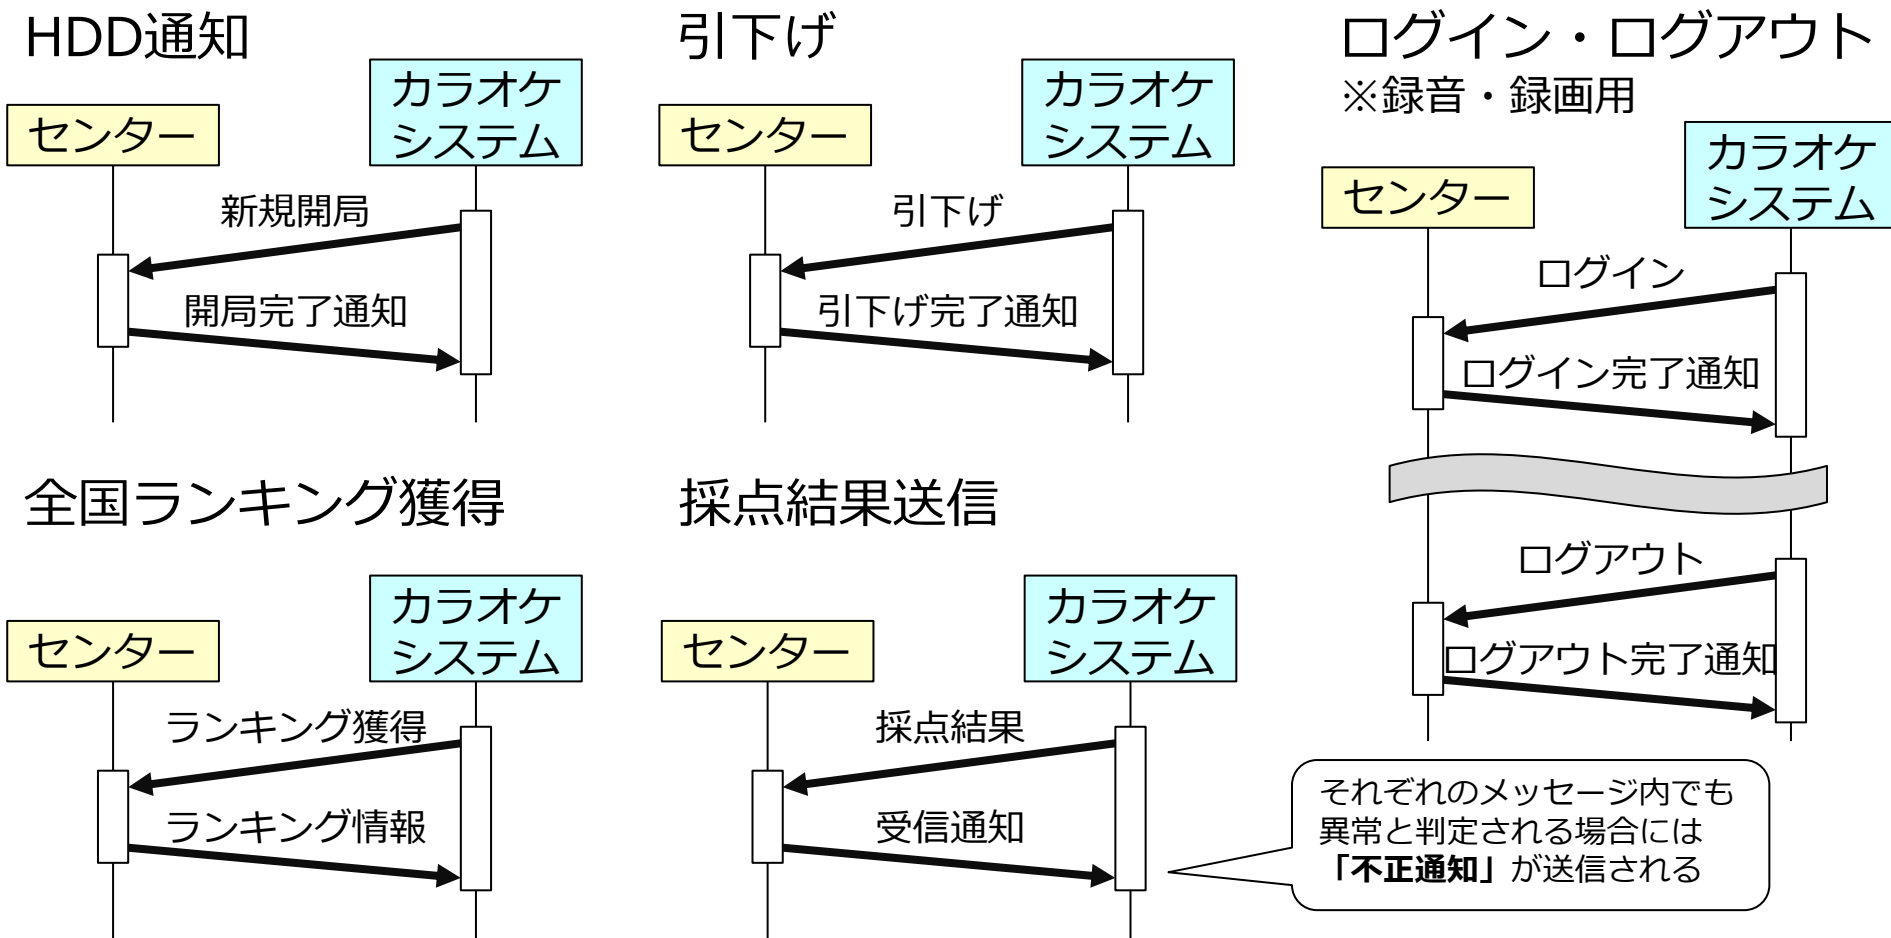 HDD通知
センター
カラオケ
システム
新規開局
開局完了通知
引下げ
センター
カラオケ
システム
引下げ
引下げ完了通知
ログイン・ログアウト
※録音・録画用
センター
カラオケ
システム
ログイン
ログイン完了通知
ログアウト
ログアウト完了通知
全国ランキング獲得
センター
カラオケ
システム
ランキング獲得
ランキング情報
採点結果送信
センター
カラオケ
システム
採点結果
受信通知
それぞれのメッセージ内でも
異常と判定される場合には
「不正通知」が送信される